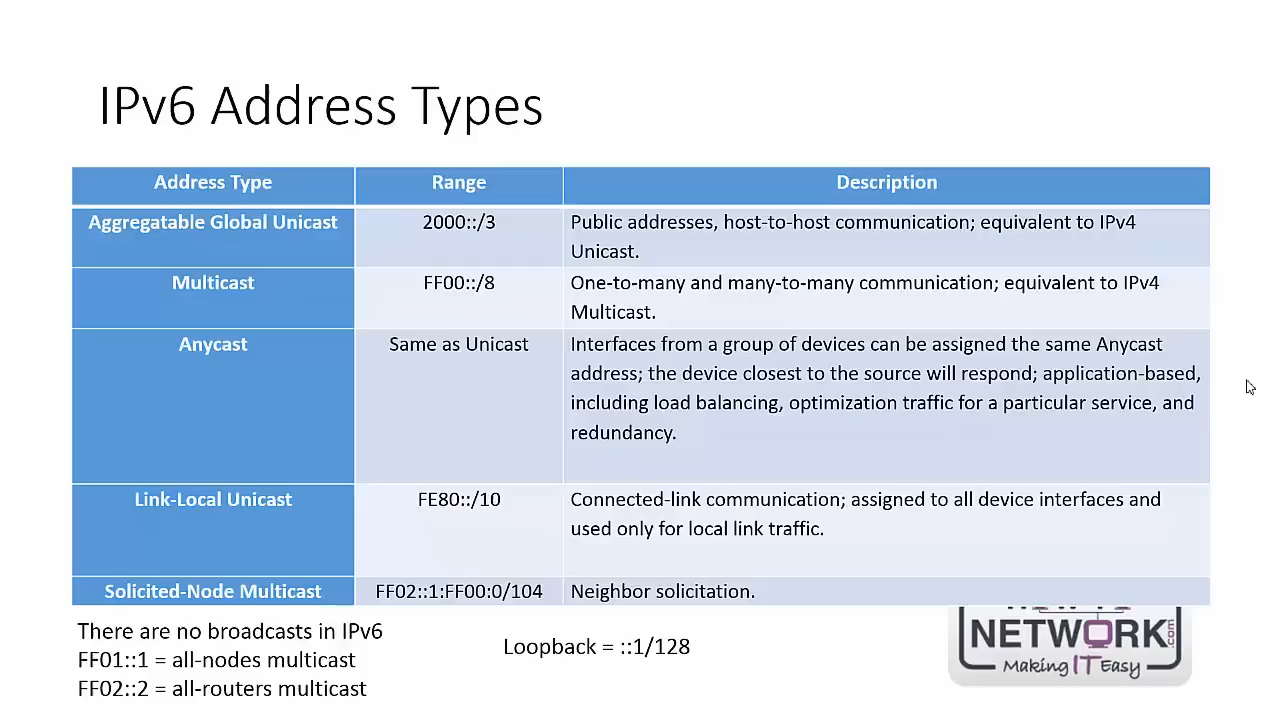 IPv6 Address Types
Address Type Range Description
Aggregatable Global Unicast 2000::/3 Public addresses, host-to-host communication; equivalent to IPv4
Unicast.
Multicast FF00::/8 One-to-many and many-to-many communication; equivalent to IPv4
Multicast.
Anycast Same as Unicast Interfaces from a group of devices can be assigned the same Anycast
address; the device closest to the source will respond; application-based,
including load balancing, optimization traffic for a particular service, and
redundancy.
Link-Local Unicast FE80::/10 Connected-link communication; assigned to all device interfaces and
used only for local link traffic.
Solicited-Node Multicast FF02::1:FF00:0/104 Neighbor solicitation.
There are no broadcasts in IPv6
FF01::1 = all-nodes multicast
FF02::2 = all-routers multicast
Loopback = ::1/128
NETWORK.com
Making IT Easy